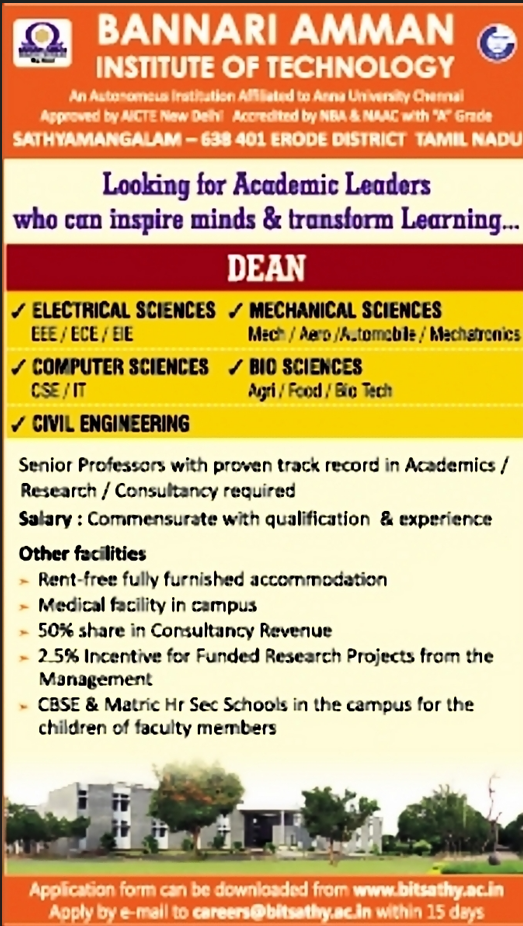 BANNARI AMMAN
INSTITUTE OF TECHNOLOGY
An Autonomous Institution Affiliated to Anna University Chennai
Approved by AICTE New Delhi Accredited by NBA & NAAC with "A" Grade
SATHYAMANGALAM – 638 401 ERODE DISTRICT TAMIL NADU
Looking for Academic Leaders
who can inspire minds & transform Learning...
DEAN
✓ ELECTRICAL SCIENCES ✓ MECHANICAL SCIENCES
EEE / ECE / EIE Mech / Aero /Automobile / Mechatronics
✓ COMPUTER SCIENCES ✓ BIO SCIENCES
CSE / IT Agri / Food / Bio Tech
✓ CIVIL ENGINEERING
Senior Professors with proven track record in Academics /
Research / Consultancy required
Salary : Commensurate with qualification & experience
Other facilities
➢ Rent-free fully furnished accommodation
➢ Medical facility in campus
➢ 50% share in Consultancy Revenue
➢ 2.5% Incentive for Funded Research Projects from the
Management
➢ CBSE & Matric Hr Sec Schools in the campus for the
children of faculty members
Application form can be downloaded from www.bitsathy.ac.in
Apply by e-mail to careers@bitsathy.ac.in within 15 days